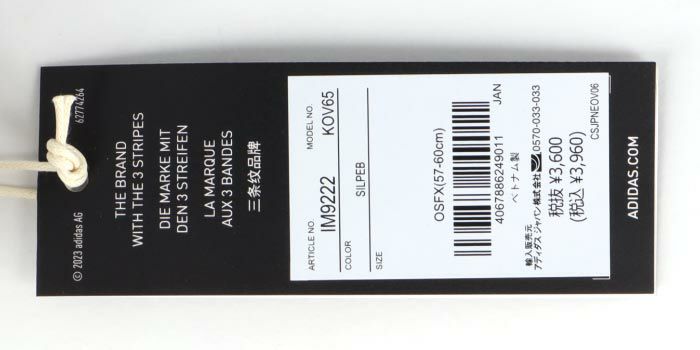 62774264
© 2023 adidas AG
THE BRAND
WITH THE 3 STRIPES
DIE MARKE MIT
DEN 3 STREIFEN
LA MARQUE
AUX 3 BANDES
三条纹品牌
ARTICLE NO.
MODEL NO.
IM9222
KOV65
COLOR
SILPEB
SIZE
OSFX(57-60cm)
4067886249011
JAN
ベトナム製
輸入販売元
アディダス ジャパン株式会社 0570-033-033
税抜 ¥3,600
(税込 ¥3,960)
CSJPNEOV06
ADIDAS.COM